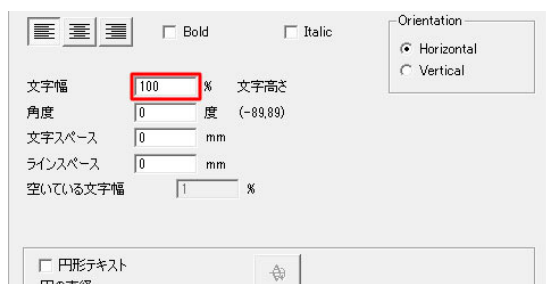 Bold Italic
Orientation
Horizontal
Vertical
文字幅 100 % 文字高さ
角度 0 度 (-89,89)
文字スペース 0 mm
ラインスペース 0 mm
空いている文字幅 1 %
円形テキスト